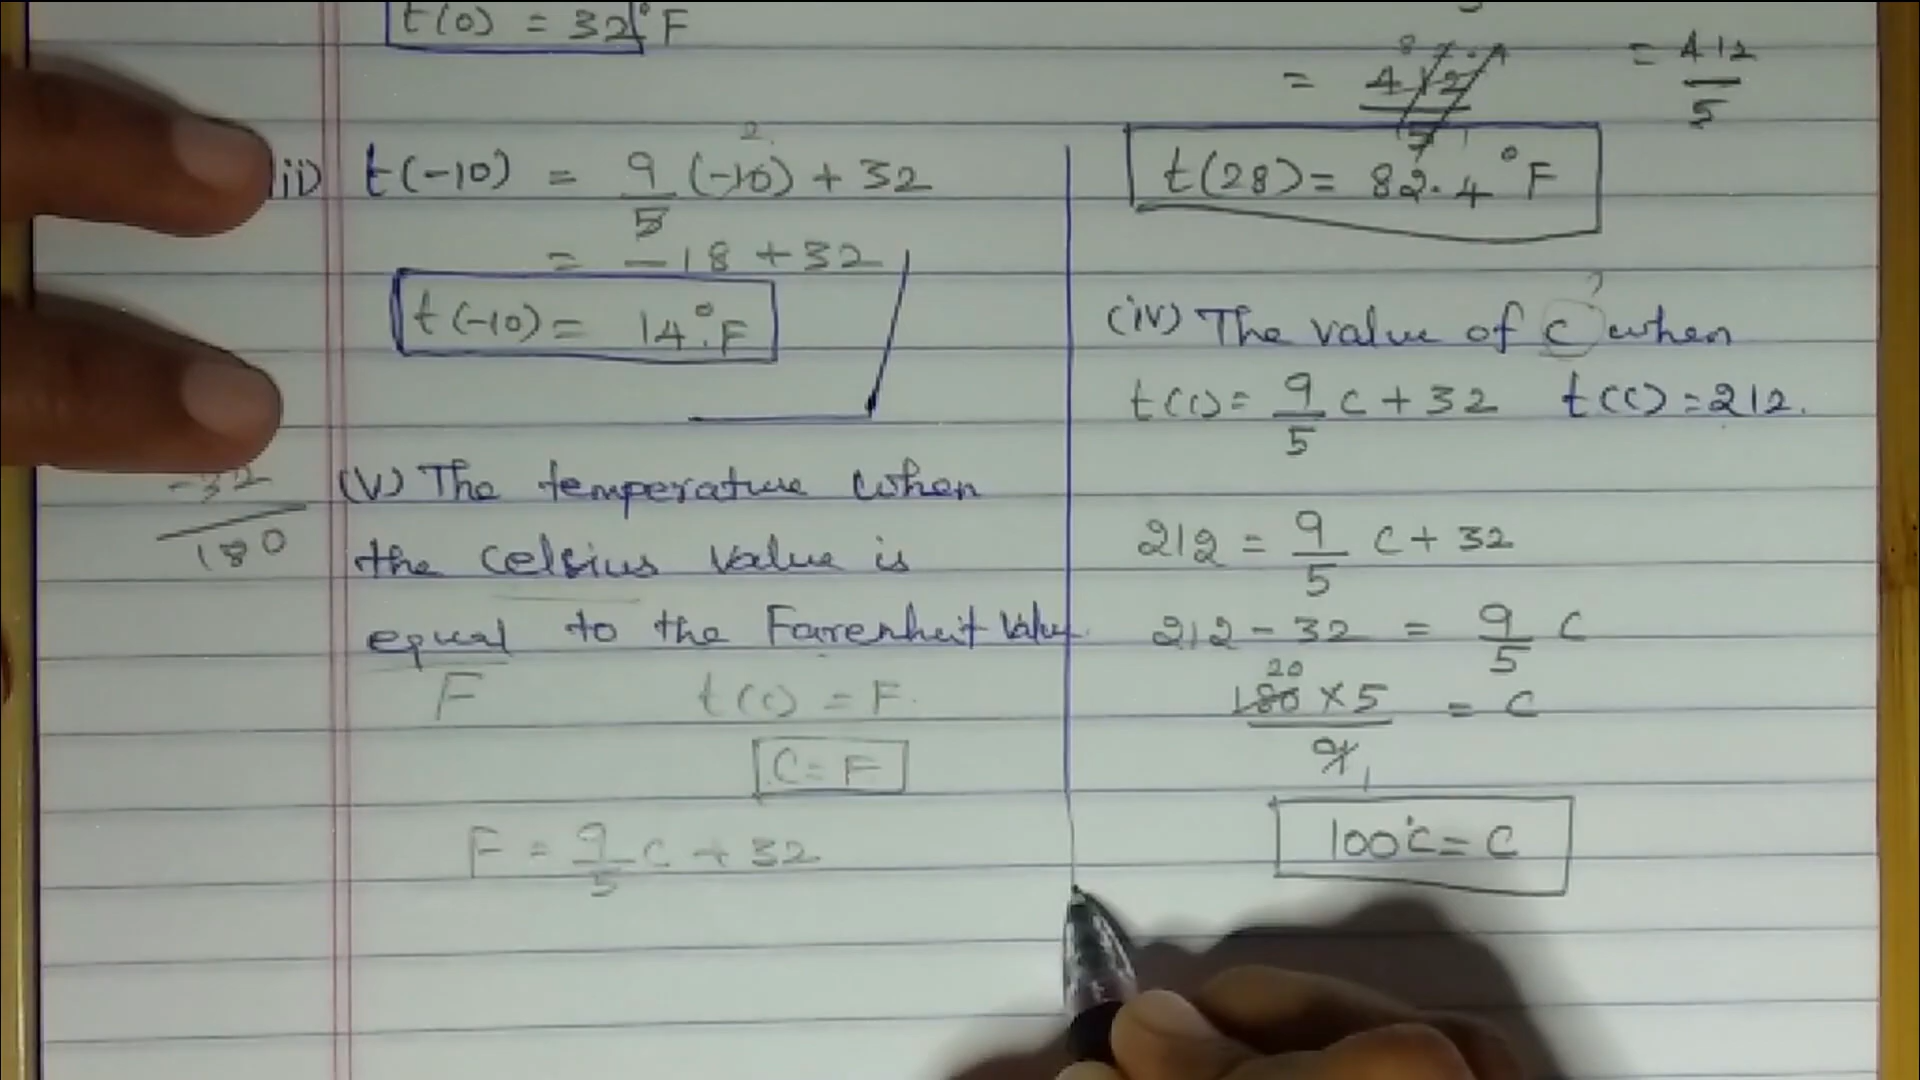 t(0) = 32°F
ii) t(-10) = 9/5 (-10) + 32
2
= -18 + 32
t(-10) = 14°F
-32
180
(V) The temperature when
the celsius value is
equal to the Farenheit Value
F t(c) = F.
C = F
F = 9/5 C + 32
= 412/5
= 412/5
t(28) = 82.4°F
(iv) The value of C when
?
t(c) = 9/5 C + 32 t(c) = 212.
212 = 9/5 C + 32
212 - 32 = 9/5 C
20
180 × 5 / 9 = C
1
100°C = C